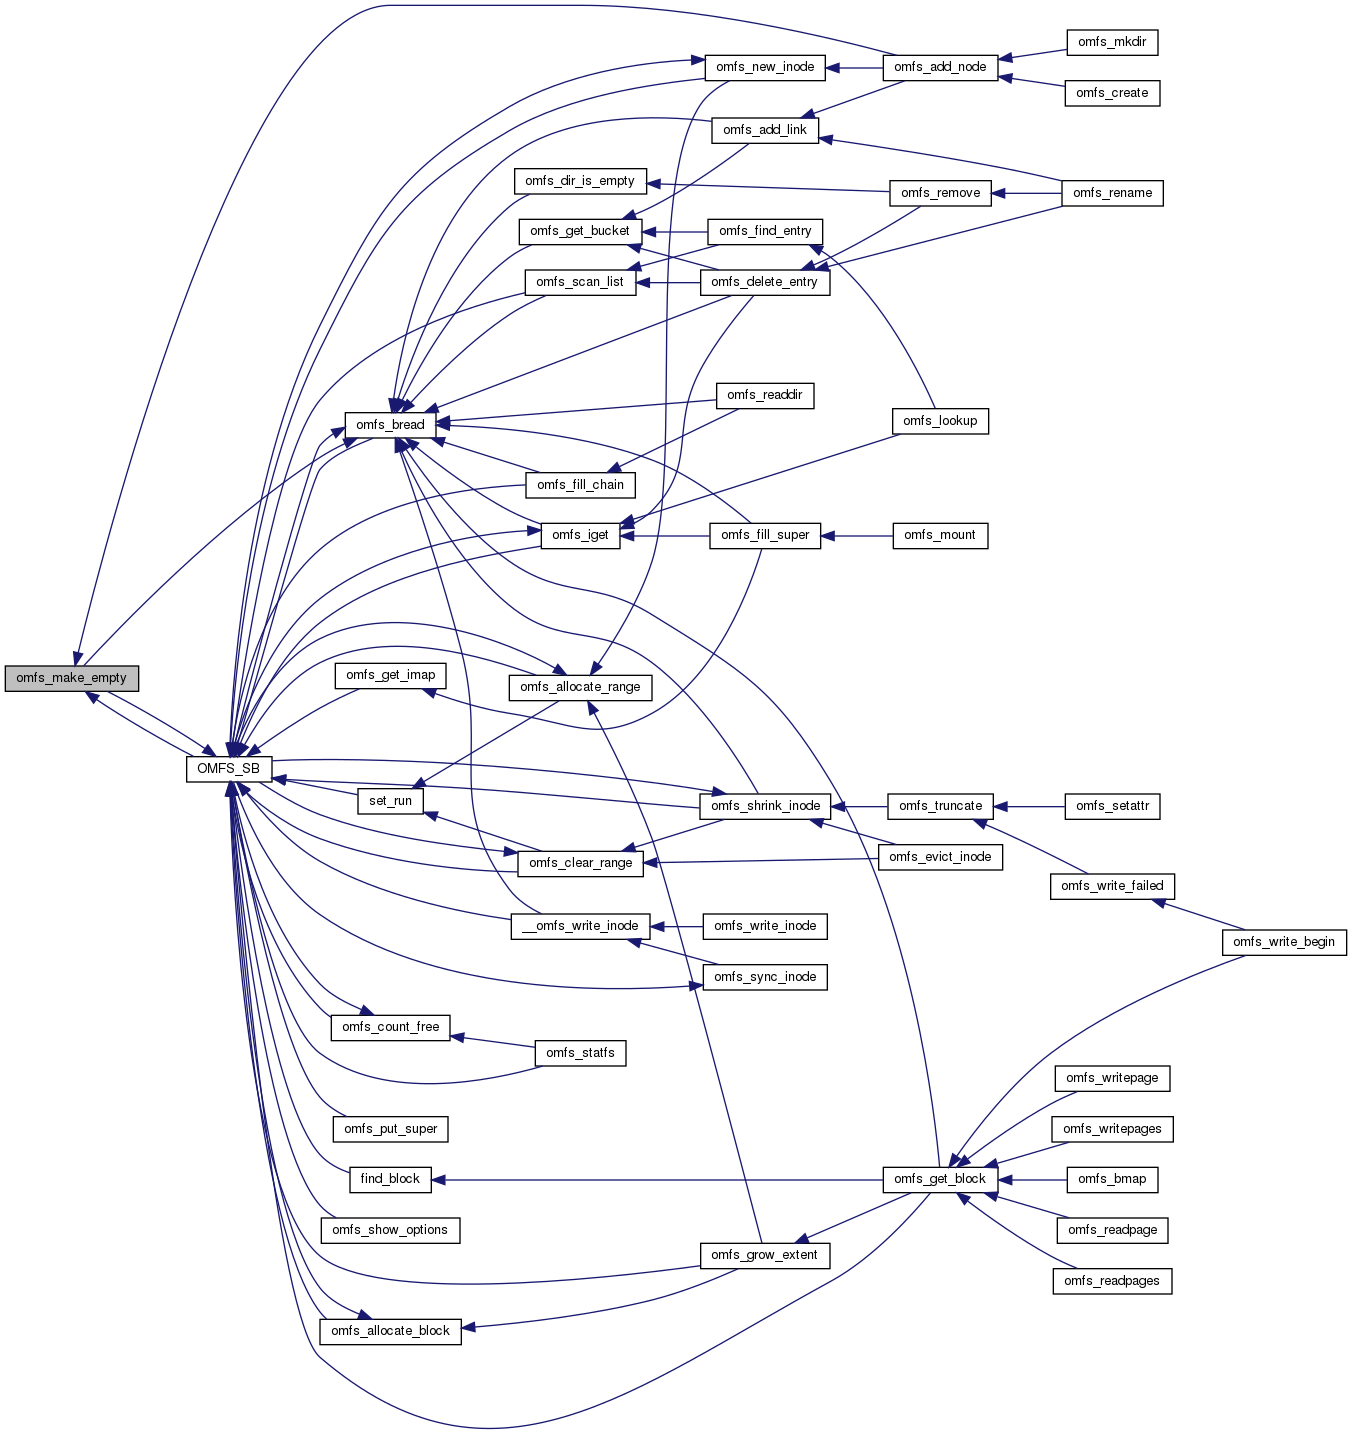 omfs_mkdir
omfs_new_inode
omfs_add_node
omfs_create
omfs_add_link
omfs_dir_is_empty
omfs_remove
omfs_rename
omfs_get_bucket
omfs_find_entry
omfs_scan_list
omfs_delete_entry
omfs_readdir
omfs_bread
omfs_lookup
omfs_fill_chain
omfs_iget
omfs_fill_super
omfs_mount
omfs_make_empty
omfs_get_imap
omfs_allocate_range
OMFS_SB
set_run
omfs_shrink_inode
omfs_truncate
omfs_setattr
omfs_clear_range
omfs_evict_inode
omfs_write_failed
__omfs_write_inode
omfs_write_inode
omfs_write_begin
omfs_sync_inode
omfs_count_free
omfs_statfs
omfs_writepage
omfs_put_super
omfs_writepages
find_block
omfs_get_block
omfs_bmap
omfs_show_options
omfs_readpage
omfs_grow_extent
omfs_readpages
omfs_allocate_block